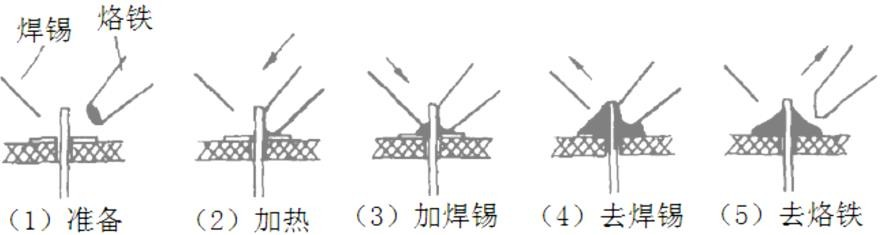 焊锡
烙铁
（1）准备
（2）加热
（3）加焊锡
（4）去焊锡
（5）去烙铁